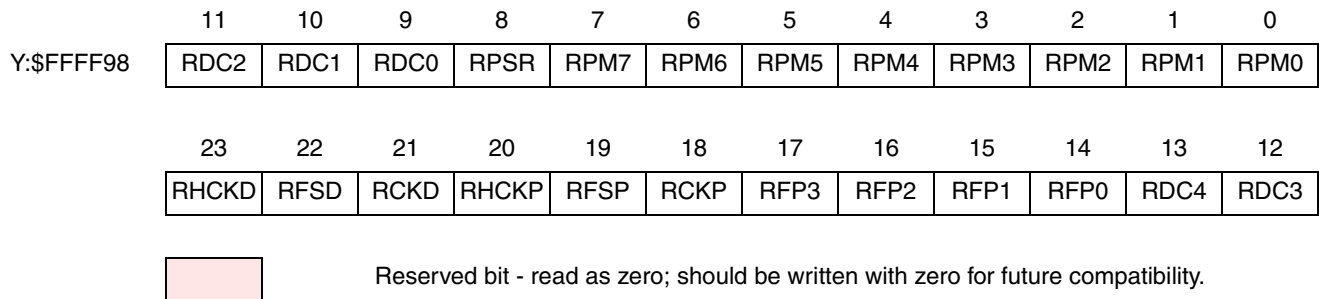 11 10 9 8 7 6 5 4 3 2 1 0
Y:$FFFF98 RDC2 RDC1 RDC0 RPSR RPM7 RPM6 RPM5 RPM4 RPM3 RPM2 RPM1 RPM0
23 22 21 20 19 18 17 16 15 14 13 12
RHCKD RFSD RCKD RHCKP RFSP RCKP RFP3 RFP2 RFP1 RFP0 RDC4 RDC3
Reserved bit - read as zero; should be written with zero for future compatibility.